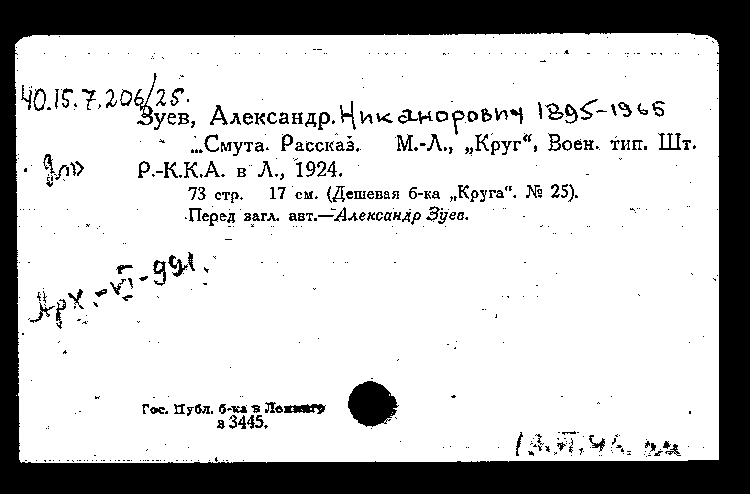 40.15.7.206/25.
Зуев, Александр. Никанорович 1895-1965
...Смута. Рассказ. М.-Л., „Круг“, Воен. тип. Шт.
Р.-К.К.А. в Л., 1924.
73 стр. 17 см. (Дешевая б-ка „Круга“. № 25).
Перед загл. авт.—Александр Зуев.
Арх.-VI-991.
Гос. Публ. б-ка в Ленингр
в 3445.